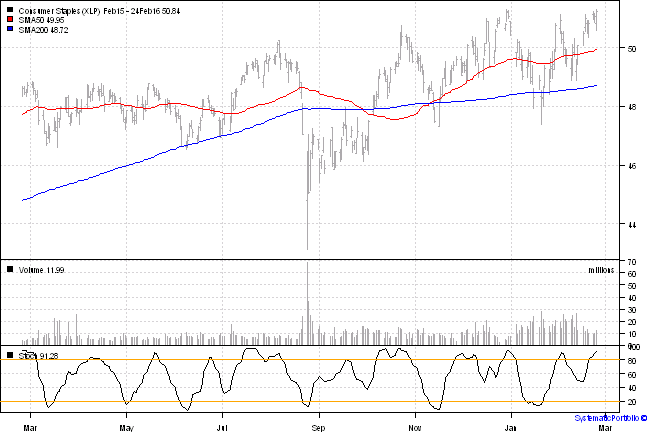 Consumer Staples (XLP) Feb15 - 24Feb16 50.84
SMA50 49.95
SMA200 48.72
50
48
46
44
Volume 11.99
millions
70
60
50
40
30
20
10
0
Stoch 91.28
80
60
40
20
Mar May Jul Sep Nov Jan Mar
SystematicPortfolio ©